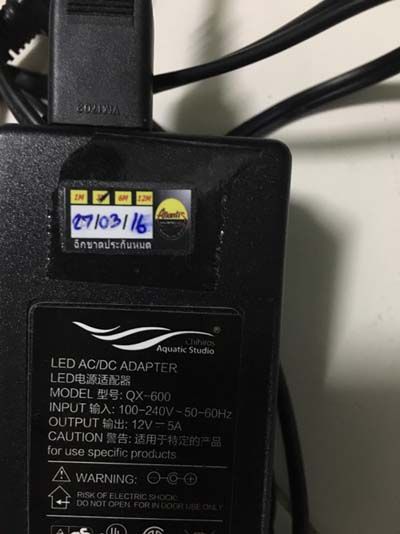 1M 3M 6M 12M
Atlantis
27/03/16
ฉีกขาดประกันหมด
Chihiros ®
Aquatic Studio
LED AC/DC ADAPTER
LED电源适配器
MODEL 型号: QX-600
INPUT 输入: 100-240V~50-60Hz
OUTPUT 输出: 12V⎓5A
CAUTION 警告: 适用于特定的产品
for use specific products
WARNING:
RISK OF ELECTRIC SHOCK
DO NOT OPEN. FOR IN DOOR USE ONLY